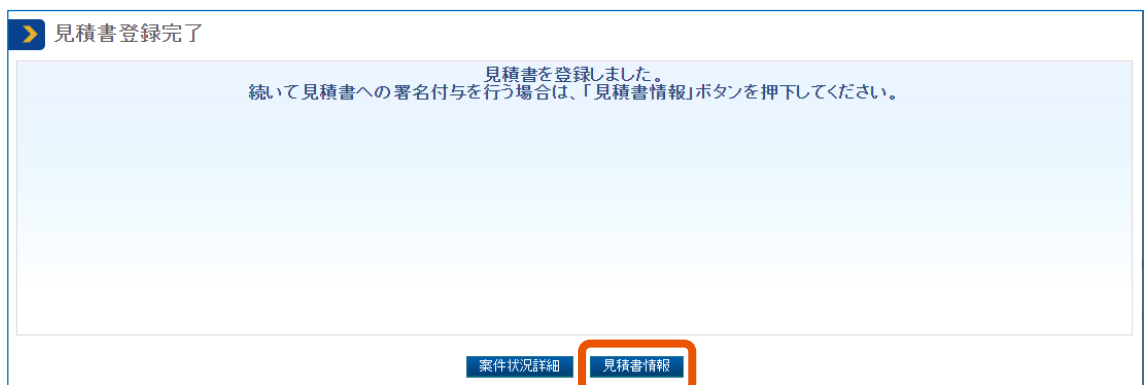 見積書登録完了
見積書を登録しました。
続いて見積書への署名付与を行う場合は、「見積書情報」ボタンを押下してください。
案件状況詳細
見積書情報